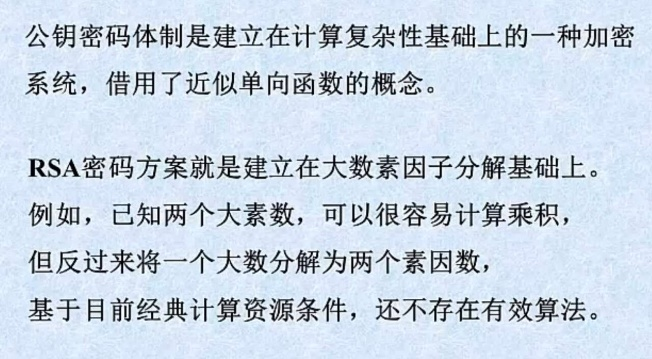 公钥密码体制是建立在计算复杂性基础上的一种加密
系统，借用了近似单向函数的概念。
RSA密码方案就是建立在大数素因子分解基础上。
例如，已知两个大素数，可以很容易计算乘积，
但反过来将一个大数分解为两个素因数，
基于目前经典计算资源条件，还不存在有效算法。